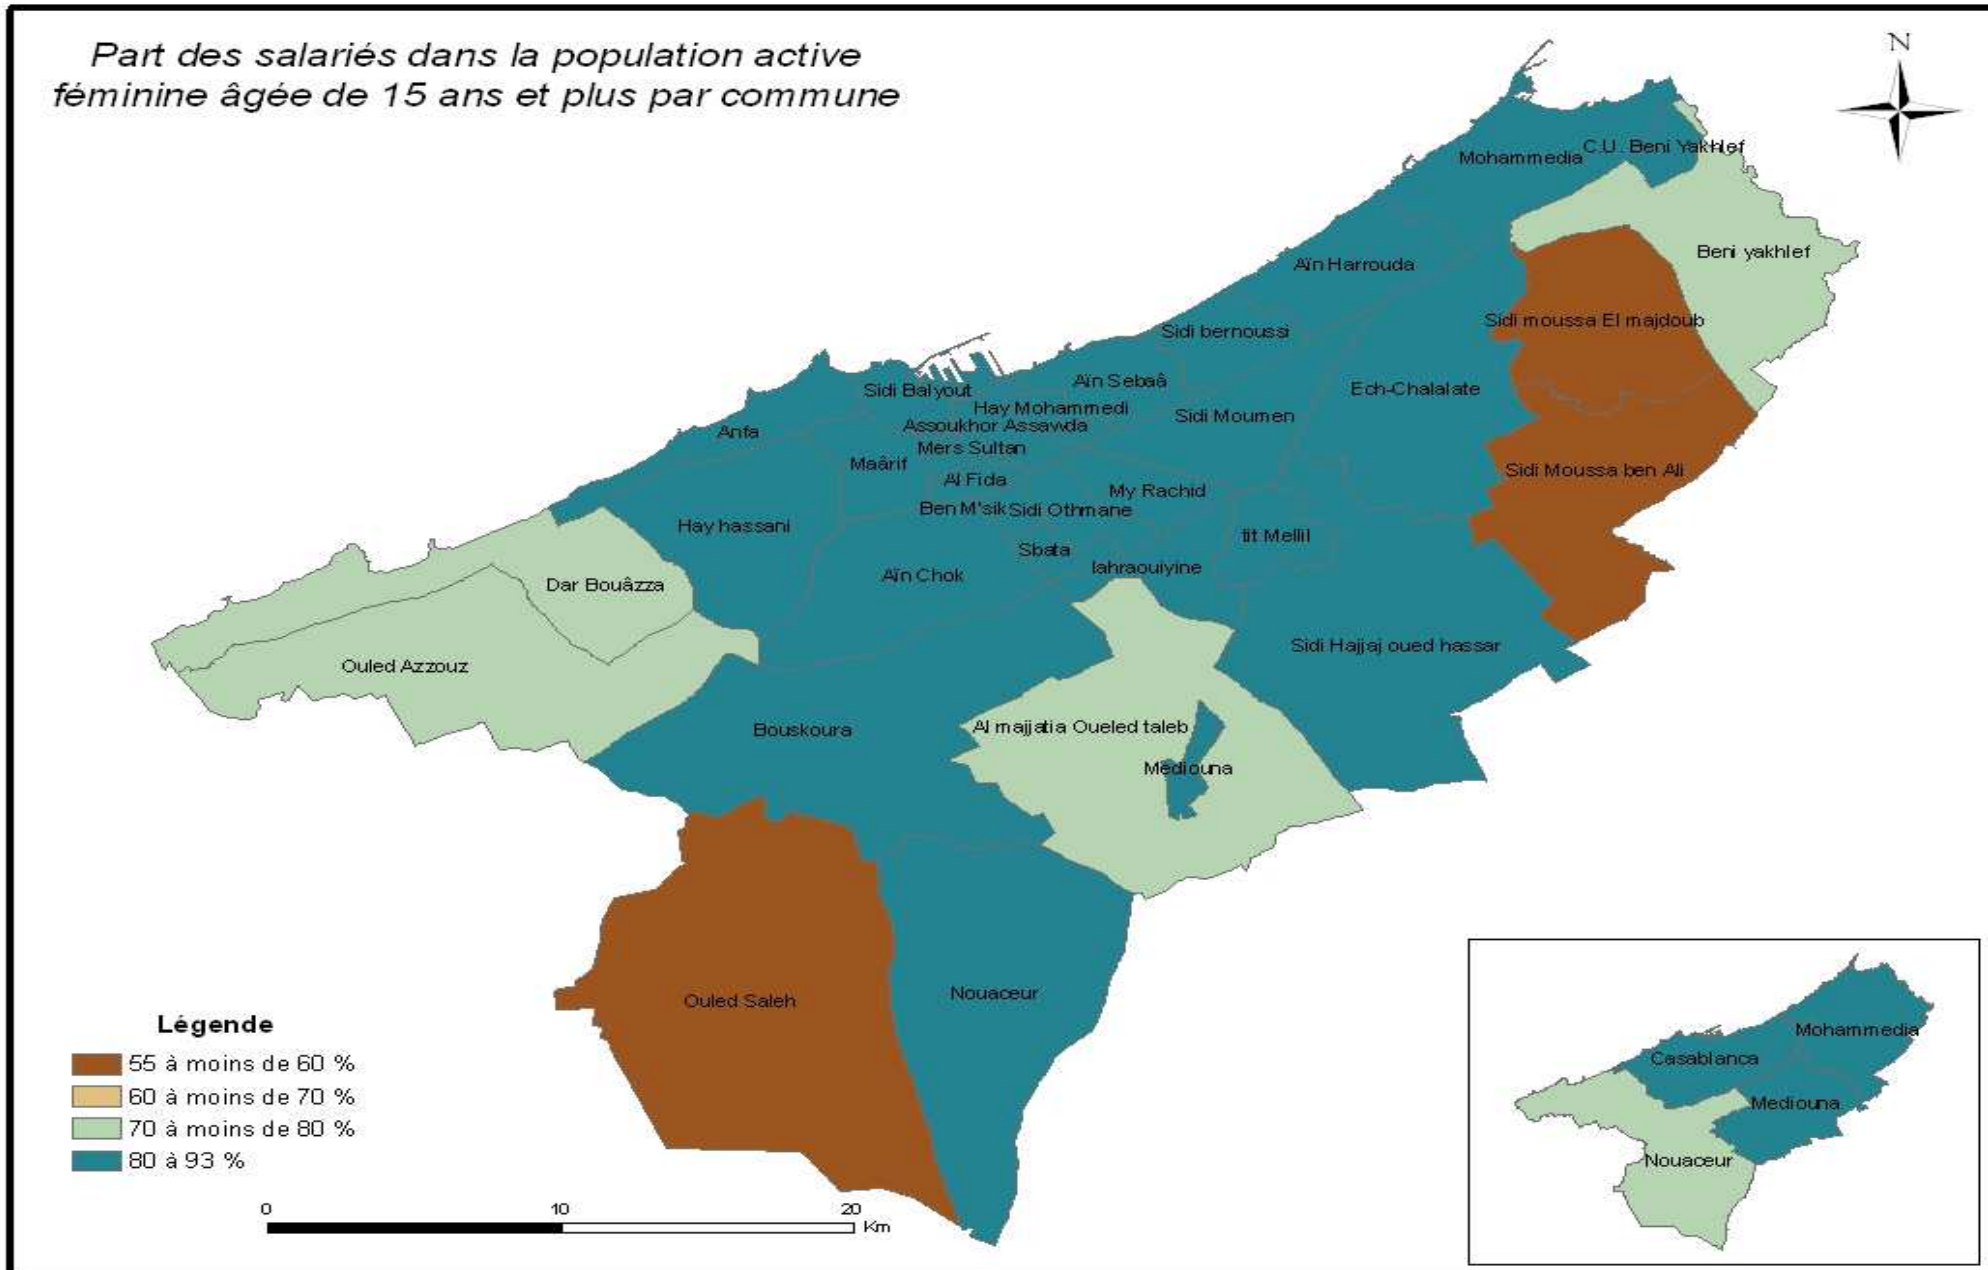 Part des salariés dans la population active
féminine âgée de 15 ans et plus par commune
N
Mohammedia
C.U. Beni Yakhlef
Beni yakhlef
Aïn Harrouda
Sidi moussa El majdoub
Sidi bernoussi
Aïn Sebaâ
Ech-Chalalate
Sidi Balyout
Hay Mohammedi
Sidi Moumen
Assoukhor Assawda
Anfa
Mers Sultan
Maârif
Sidi Moussa ben Ali
Al Fida
My Rachid
Ben M'sik
Sidi Othmane
Hay hassani
tit Mellil
Sbata
lahraouiyine
Aïn Chok
Dar Bouâzza
Sidi Hajjaj oued hassar
Ouled Azzouz
Bouskoura
Al majjatia Oueled taleb
Mediouna
Ouled Saleh
Nouaceur
Légende
55 à moins de 60 %
60 à moins de 70 %
70 à moins de 80 %
80 à 93 %
0 10 20
Km
Mohammedia
Casablanca
Mediouna
Nouaceur